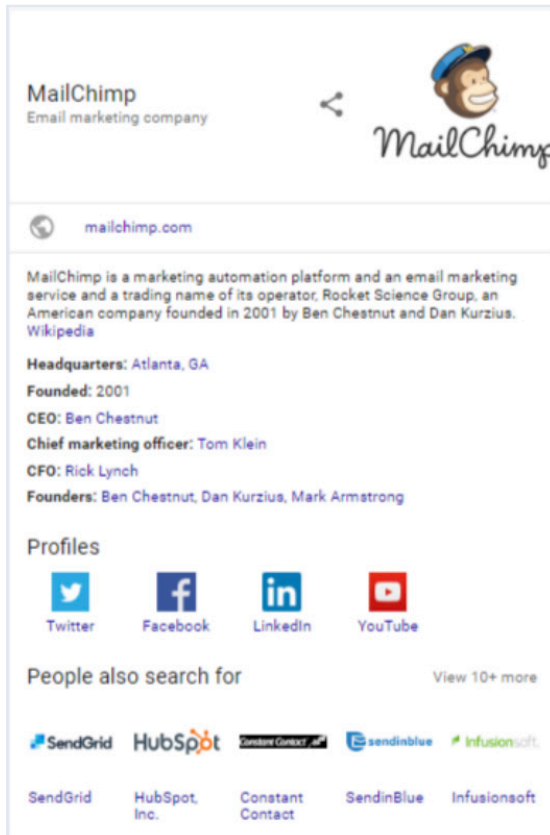 MailChimp
Email marketing company
MailChimp
mailchimp.com
MailChimp is a marketing automation platform and an email marketing
service and a trading name of its operator, Rocket Science Group, an
American company founded in 2001 by Ben Chestnut and Dan Kurzius.
Wikipedia
Headquarters: Atlanta, GA
Founded: 2001
CEO: Ben Chestnut
Chief marketing officer: Tom Klein
CFO: Rick Lynch
Founders: Ben Chestnut, Dan Kurzius, Mark Armstrong
Profiles
f in
Twitter Facebook LinkedIn YouTube
People also search for View 10+ more
SendGrid HubSpot Constant Contact sendinblue Infusionsoft.
SendGrid HubSpot, Constant SendinBlue Infusionsoft
Inc. Contact